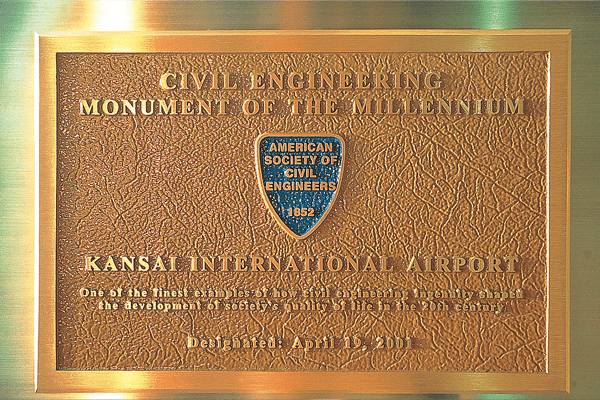 CIVIL ENGINEERING
MONUMENT OF THE MILLENNIUM
AMERICAN
SOCIETY OF
CIVIL
ENGINEERS
1852
KANSAI INTERNATIONAL AIRPORT
One of the finest examples of how civil engineering ingenuity shaped
the development of society's quality of life in the 20th century.
Designated: April 19, 2001